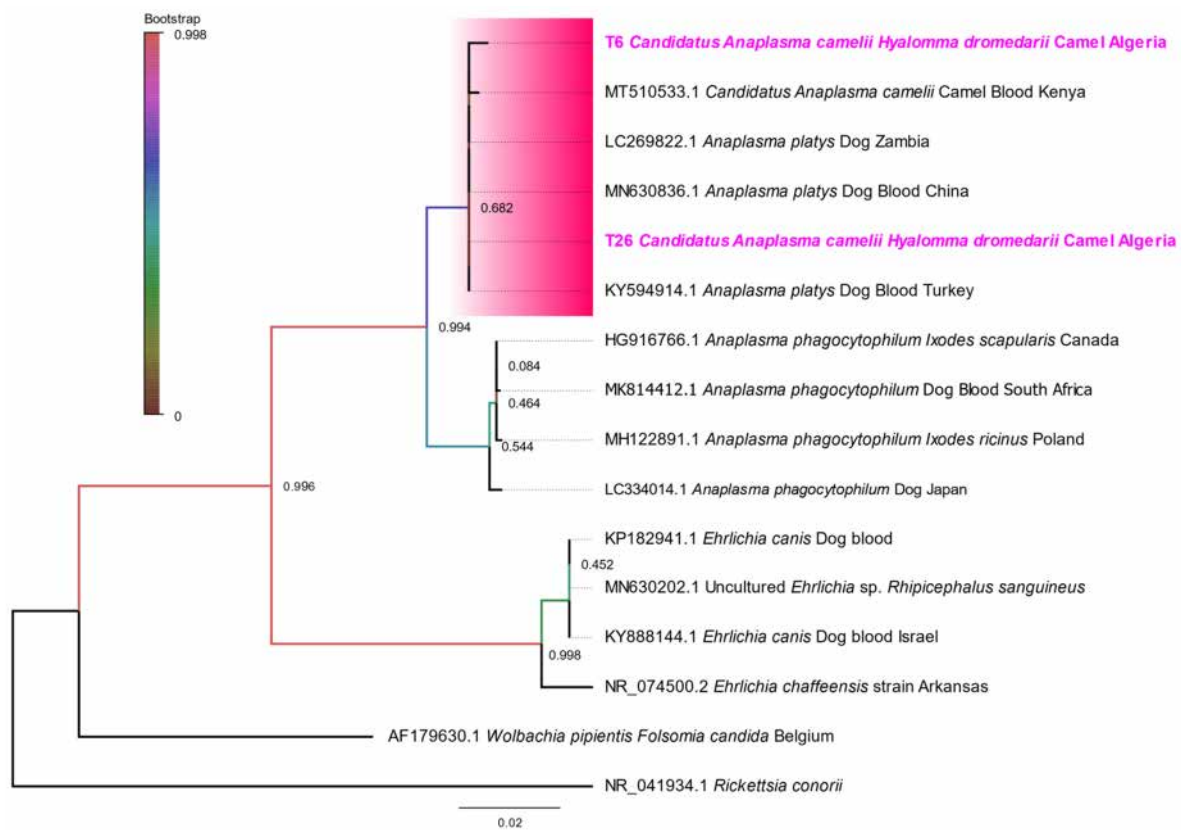 Bootstrap
0.998
0
T6 Candidatus Anaplasma camelii Hyalomma dromedarii Camel Algeria
MT510533.1 Candidatus Anaplasma camelii Camel Blood Kenya
LC269822.1 Anaplasma platys Dog Zambia
MN630836.1 Anaplasma platys Dog Blood China
0.682
T26 Candidatus Anaplasma camelii Hyalomma dromedarii Camel Algeria
KY594914.1 Anaplasma platys Dog Blood Turkey
0.994
HG916766.1 Anaplasma phagocytophilum Ixodes scapularis Canada
0.084
MK814412.1 Anaplasma phagocytophilum Dog Blood South Africa
0.464
MH122891.1 Anaplasma phagocytophilum Ixodes ricinus Poland
0.544
0.996
LC334014.1 Anaplasma phagocytophilum Dog Japan
KP182941.1 Ehrlichia canis Dog blood
0.452
MN630202.1 Uncultured Ehrlichia sp. Rhipicephalus sanguineus
KY888144.1 Ehrlichia canis Dog blood Israel
0.998
NR_074500.2 Ehrlichia chaffeensis strain Arkansas
AF179630.1 Wolbachia pipientis Folsomia candida Belgium
NR_041934.1 Rickettsia conorii
0.02